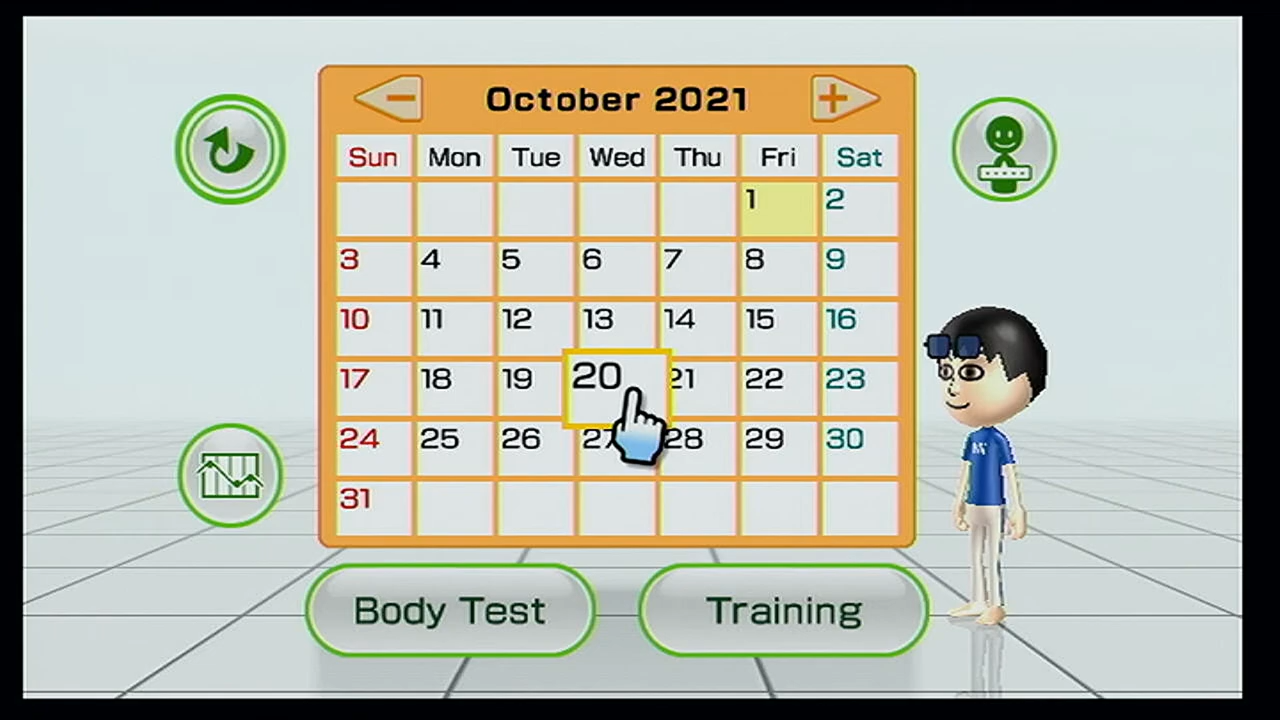 October 2021
Sun Mon Tue Wed Thu Fri Sat
1 2
3 4 5 6 7 8 9
10 11 12 13 14 15 16
17 18 19 20 21 22 23
24 25 26 27 28 29 30
31
Body Test Training